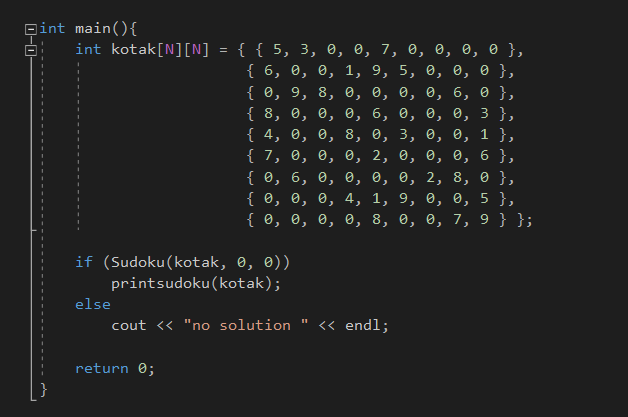 int main(){
int kotak[N][N] = { { 5, 3, 0, 0, 7, 0, 0, 0, 0 },
{ 6, 0, 0, 1, 9, 5, 0, 0, 0 },
{ 0, 9, 8, 0, 0, 0, 0, 6, 0 },
{ 8, 0, 0, 0, 6, 0, 0, 0, 3 },
{ 4, 0, 0, 8, 0, 3, 0, 0, 1 },
{ 7, 0, 0, 0, 2, 0, 0, 0, 6 },
{ 0, 6, 0, 0, 0, 0, 2, 8, 0 },
{ 0, 0, 0, 4, 1, 9, 0, 0, 5 },
{ 0, 0, 0, 0, 8, 0, 0, 7, 9 } };
if (Sudoku(kotak, 0, 0))
printsudoku(kotak);
else
cout << "no solution " << endl;
return 0;
}